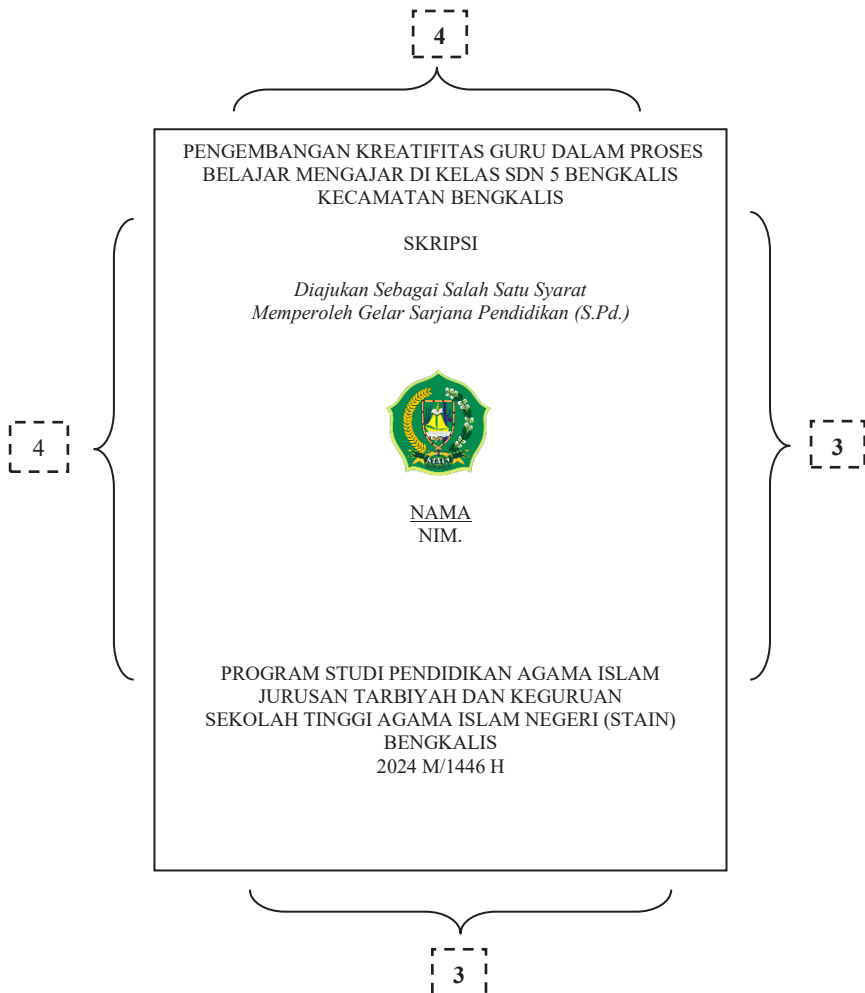 4
PENGEMBANGAN KREATIFITAS GURU DALAM PROSES
BELAJAR MENGAJAR DI KELAS SDN 5 BENGKALIS
KECAMATAN BENGKALIS
SKRIPSI
Diajukan Sebagai Salah Satu Syarat
Memperoleh Gelar Sarjana Pendidikan (S.Pd.)
4
3
STAIN
NAMA
NIM.
PROGRAM STUDI PENDIDIKAN AGAMA ISLAM
JURUSAN TARBIYAH DAN KEGURUAN
SEKOLAH TINGGI AGAMA ISLAM NEGERI (STAIN)
BENGKALIS
2024 M/1446 H
3